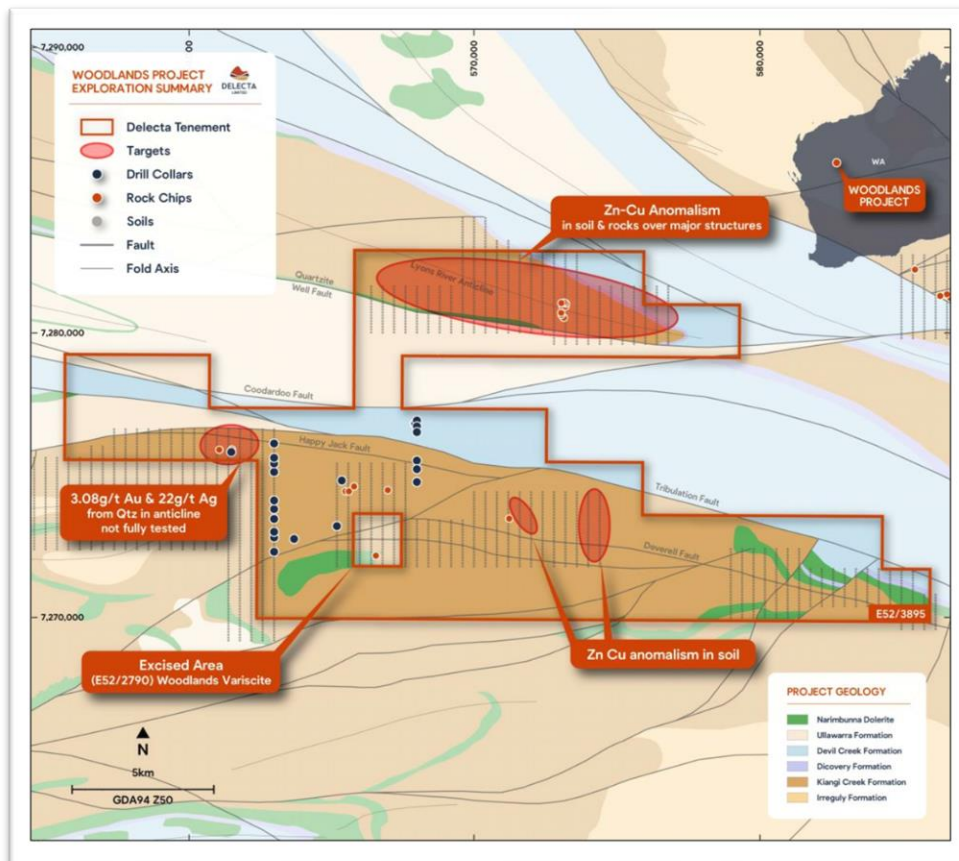 00
570,000
580,000
7,290,000
WOODLANDS PROJECT
EXPLORATION SUMMARY
DELECTA
LIMITED
Delecta Tenement
Targets
Drill Collars
Rock Chips
Soils
Fault
Fold Axis
WA
WOODLANDS
PROJECT
Zn-Cu Anomalism
in soil & rocks over major structures
Lyons River Anticline
Quartzite
Well Fault
7,280,000
Coodardoo Fault
Happy Jack Fault
3.08g/t Au & 22g/t Ag
from Qtz in anticline
not fully tested
Tribulation Fault
Deverell Fault
7,270,000
E52/3895
Excised Area
(E52/2790) Woodlands Variscite
Zn Cu anomalism in soil
N
5km
GDA94 Z50
PROJECT GEOLOGY
Narimbunna Dolerite
Ullawarra Formation
Devil Creek Formation
Dicovery Formation
Kiangi Creek Formation
Irreguly Formation